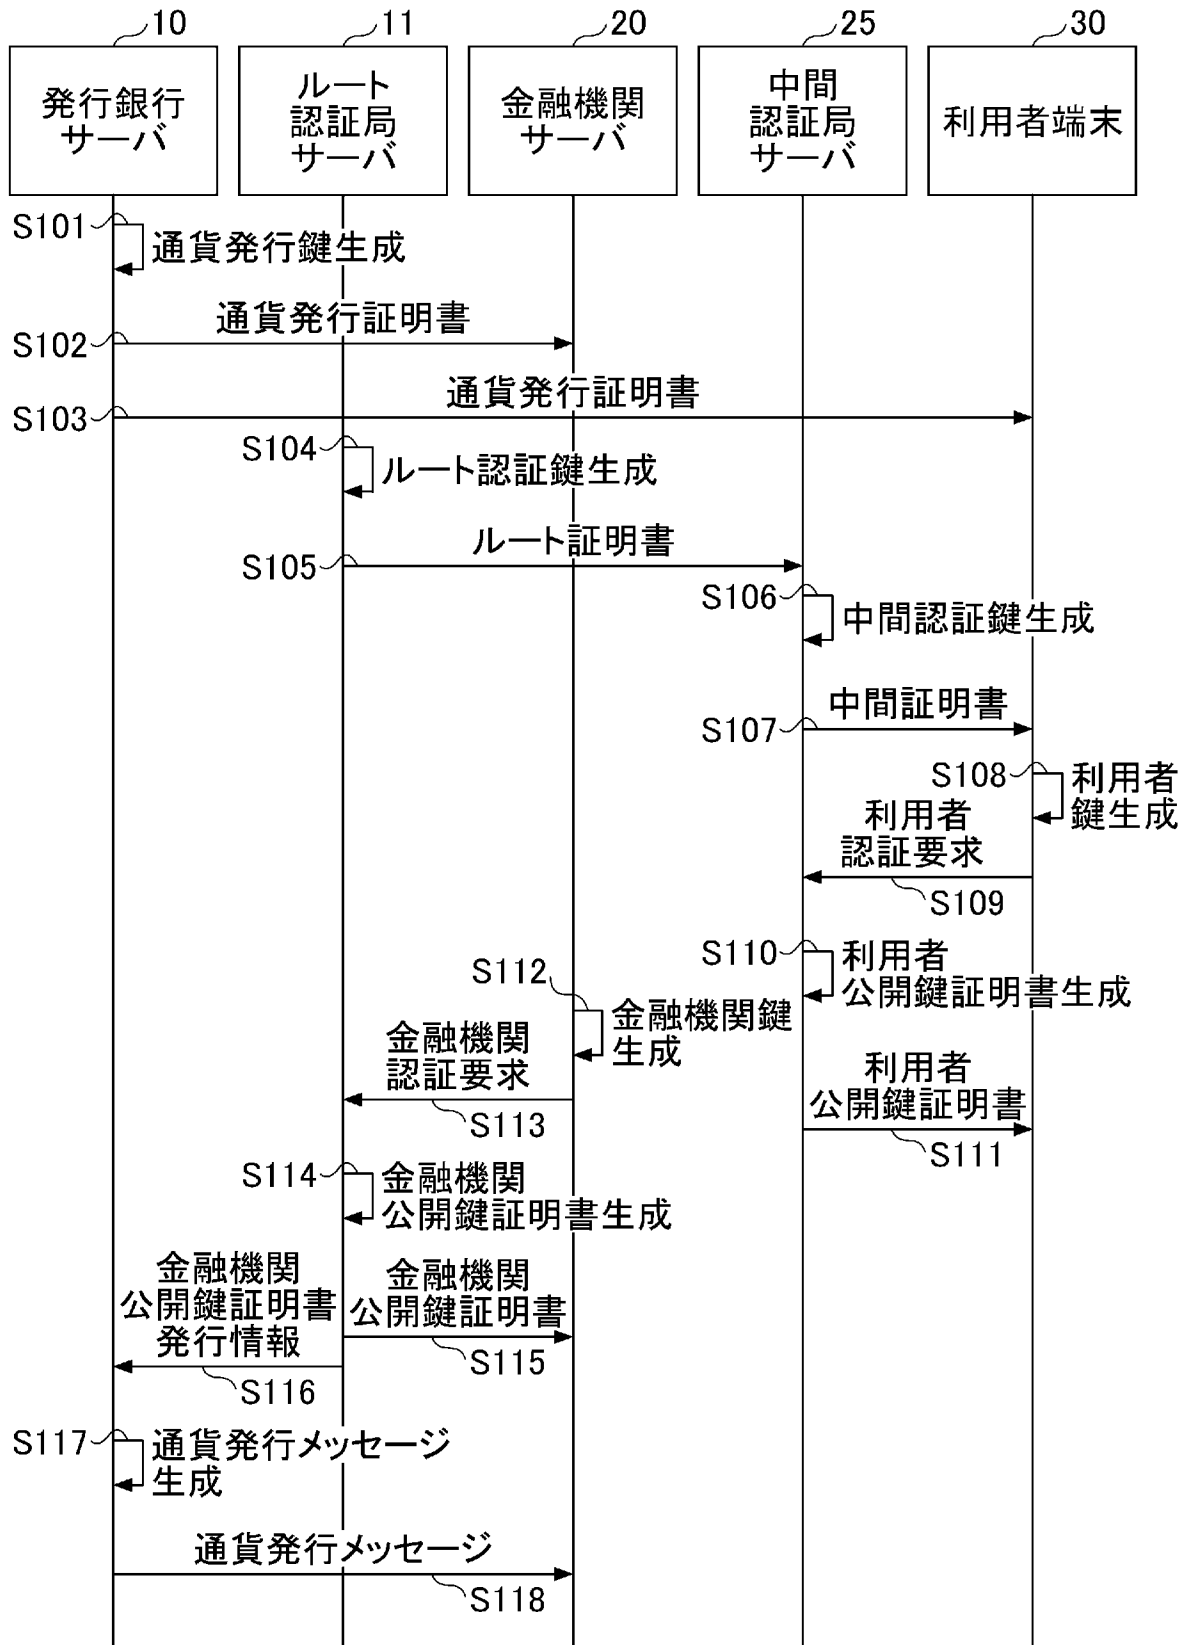 10
11
20
25
30
発行銀行
サーバ
ルート
認証局
サーバ
金融機関
サーバ
中間
認証局
サーバ
利用者端末
S101
通貨発行鍵生成
通貨発行証明書
S102
通貨発行証明書
S103
S104
ルート認証鍵生成
ルート証明書
S105
S106
中間認証鍵生成
中間証明書
S107
S108
利用者
鍵生成
利用者
認証要求
S109
S110
利用者
公開鍵証明書生成
S112
金融機関鍵
生成
金融機関
認証要求
S113
利用者
公開鍵証明書
S111
S114
金融機関
公開鍵証明書生成
金融機関
公開鍵証明書
発行情報
S116
金融機関
公開鍵証明書
S115
S117
通貨発行メッセージ
生成
通貨発行メッセージ
S118